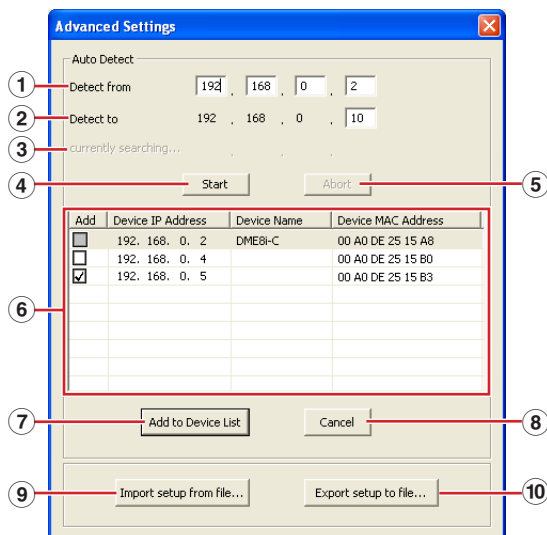 Advanced Settings
Auto Detect
1 Detect from 192 . 168 . 0 . 2
2 Detect to 192 . 168 . 0 . 10
3 currently searching... . . .
4 Start Abort 5
Add Device IP Address Device Name Device MAC Address
192. 168. 0. 2 DME8i-C 00 A0 DE 25 15 A8
192. 168. 0. 4 00 A0 DE 25 15 B0
192. 168. 0. 5 00 A0 DE 25 15 B3
6
7 Add to Device List Cancel 8
9 Import setup from file... Export setup to file... 10